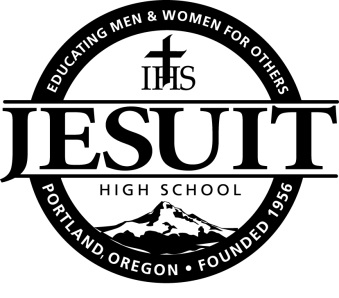 EDUCATING MEN & WOMEN FOR OTHERS
IHS
JESUIT
HIGH SCHOOL
PORTLAND, OREGON • FOUNDED 1956